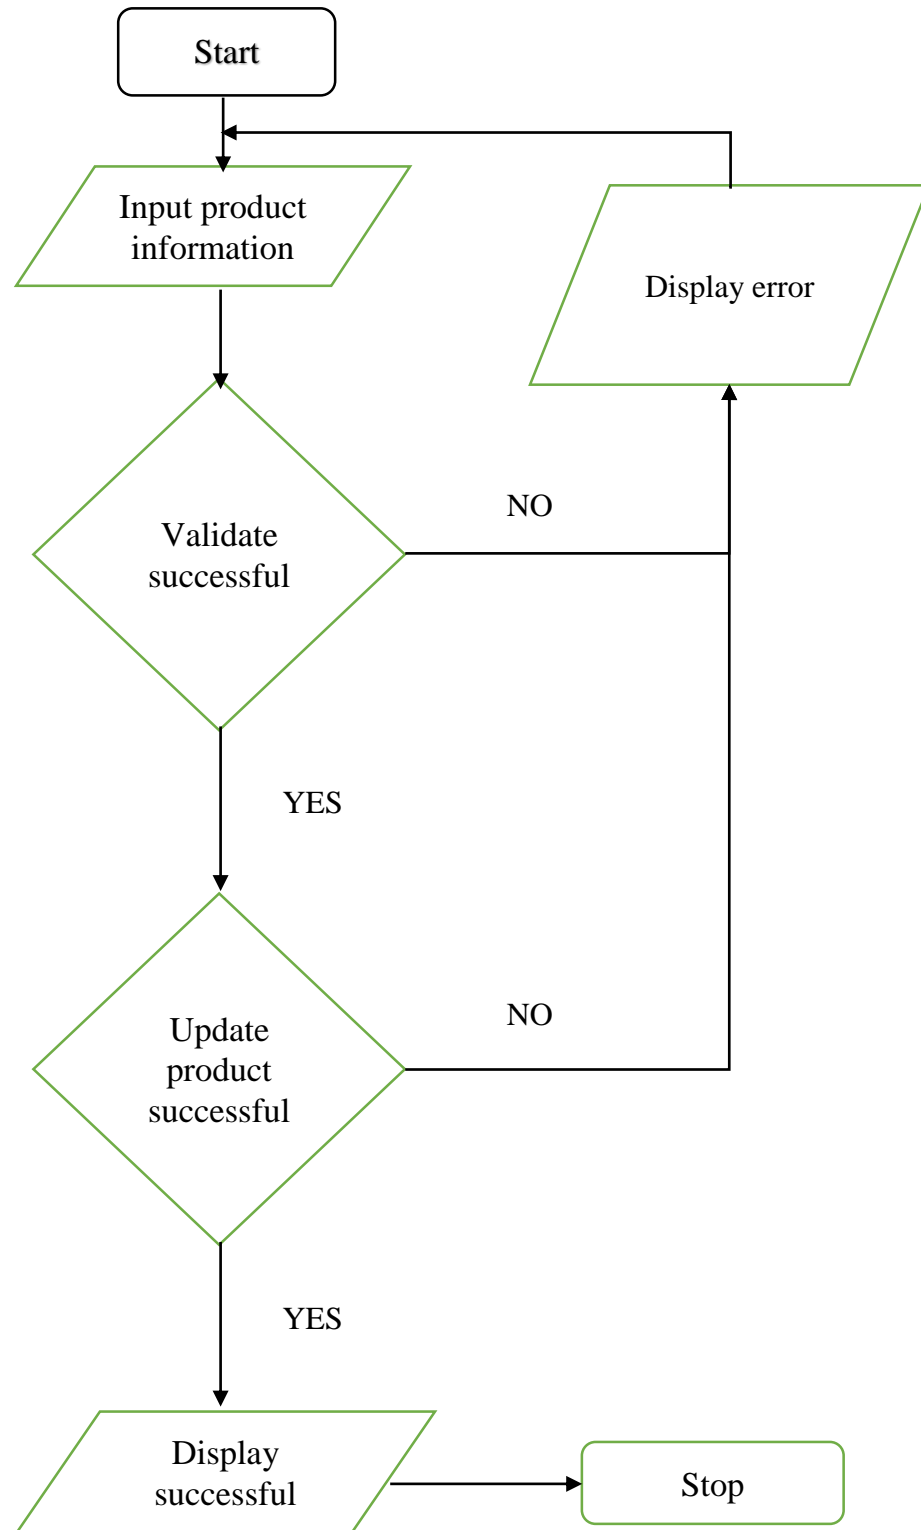 Start
Input product
information
Display error
NO
Validate
successful
YES
NO
Update
product
successful
YES
Display
successful
Stop